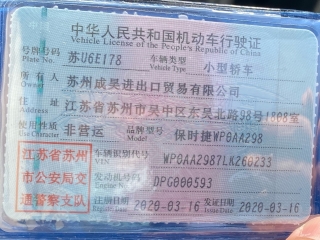 中华人民共和国机动车行驶证
Vehicle License of the People's Republic of China
号牌号码 苏U6E178 车辆类型 小型轿车
Plate No. Vehicle Type
所有人 苏州成昊进出口贸易有限公司
Owner
住址 江苏省苏州市吴中区东吴北路98号1808室
Address
使用性质 非营运 品牌型号 保时捷WP0AA298
Use Character Model
江苏省苏州市公安局交通警察支队
车辆识别代号 WP0AA2987LK260233
VIN
发动机号码 DPG000593
Engine No.
注册日期 2020-03-16 发证日期 2020-03-16
Register Date Issue Date